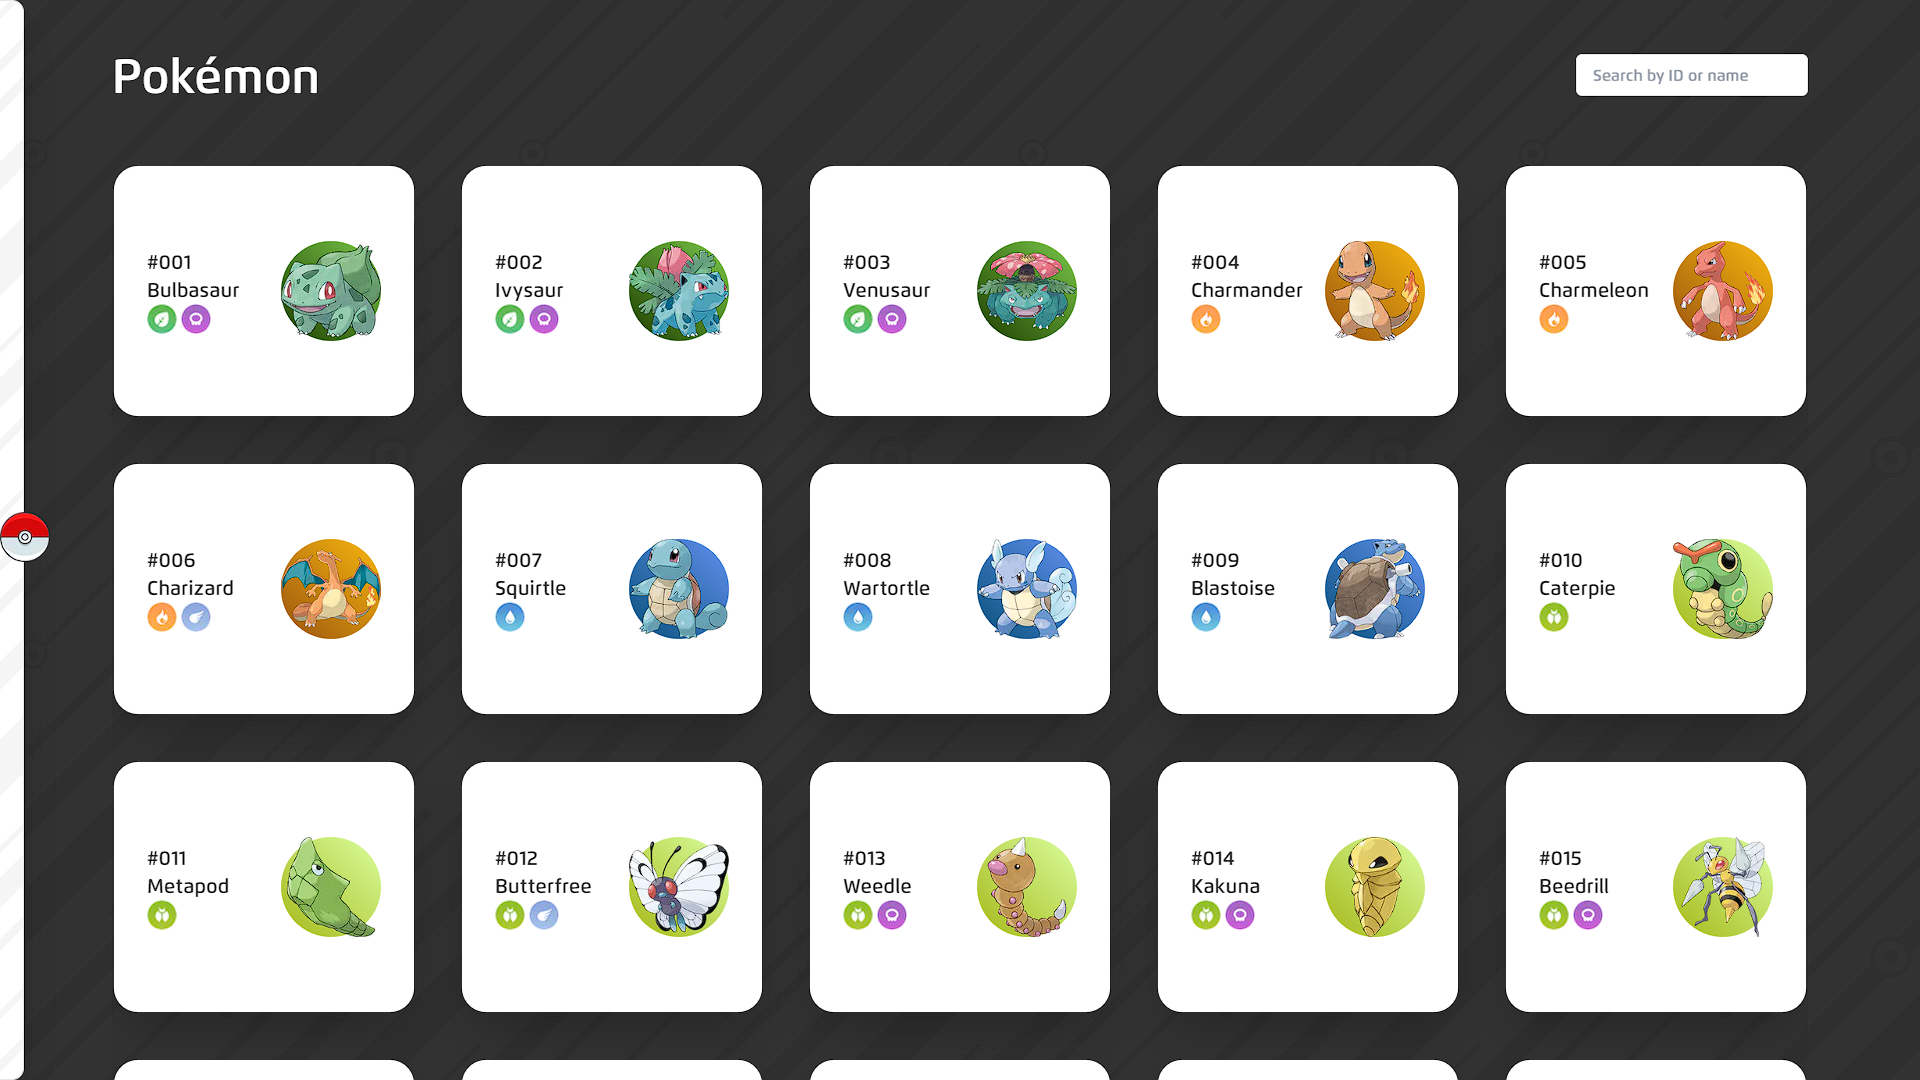 Pokémon
Search by ID or name
#001
Bulbasaur
#002
Ivysaur
#003
Venusaur
#004
Charmander
#005
Charmeleon
#006
Charizard
#007
Squirtle
#008
Wartortle
#009
Blastoise
#010
Caterpie
#011
Metapod
#012
Butterfree
#013
Weedle
#014
Kakuna
#015
Beedrill